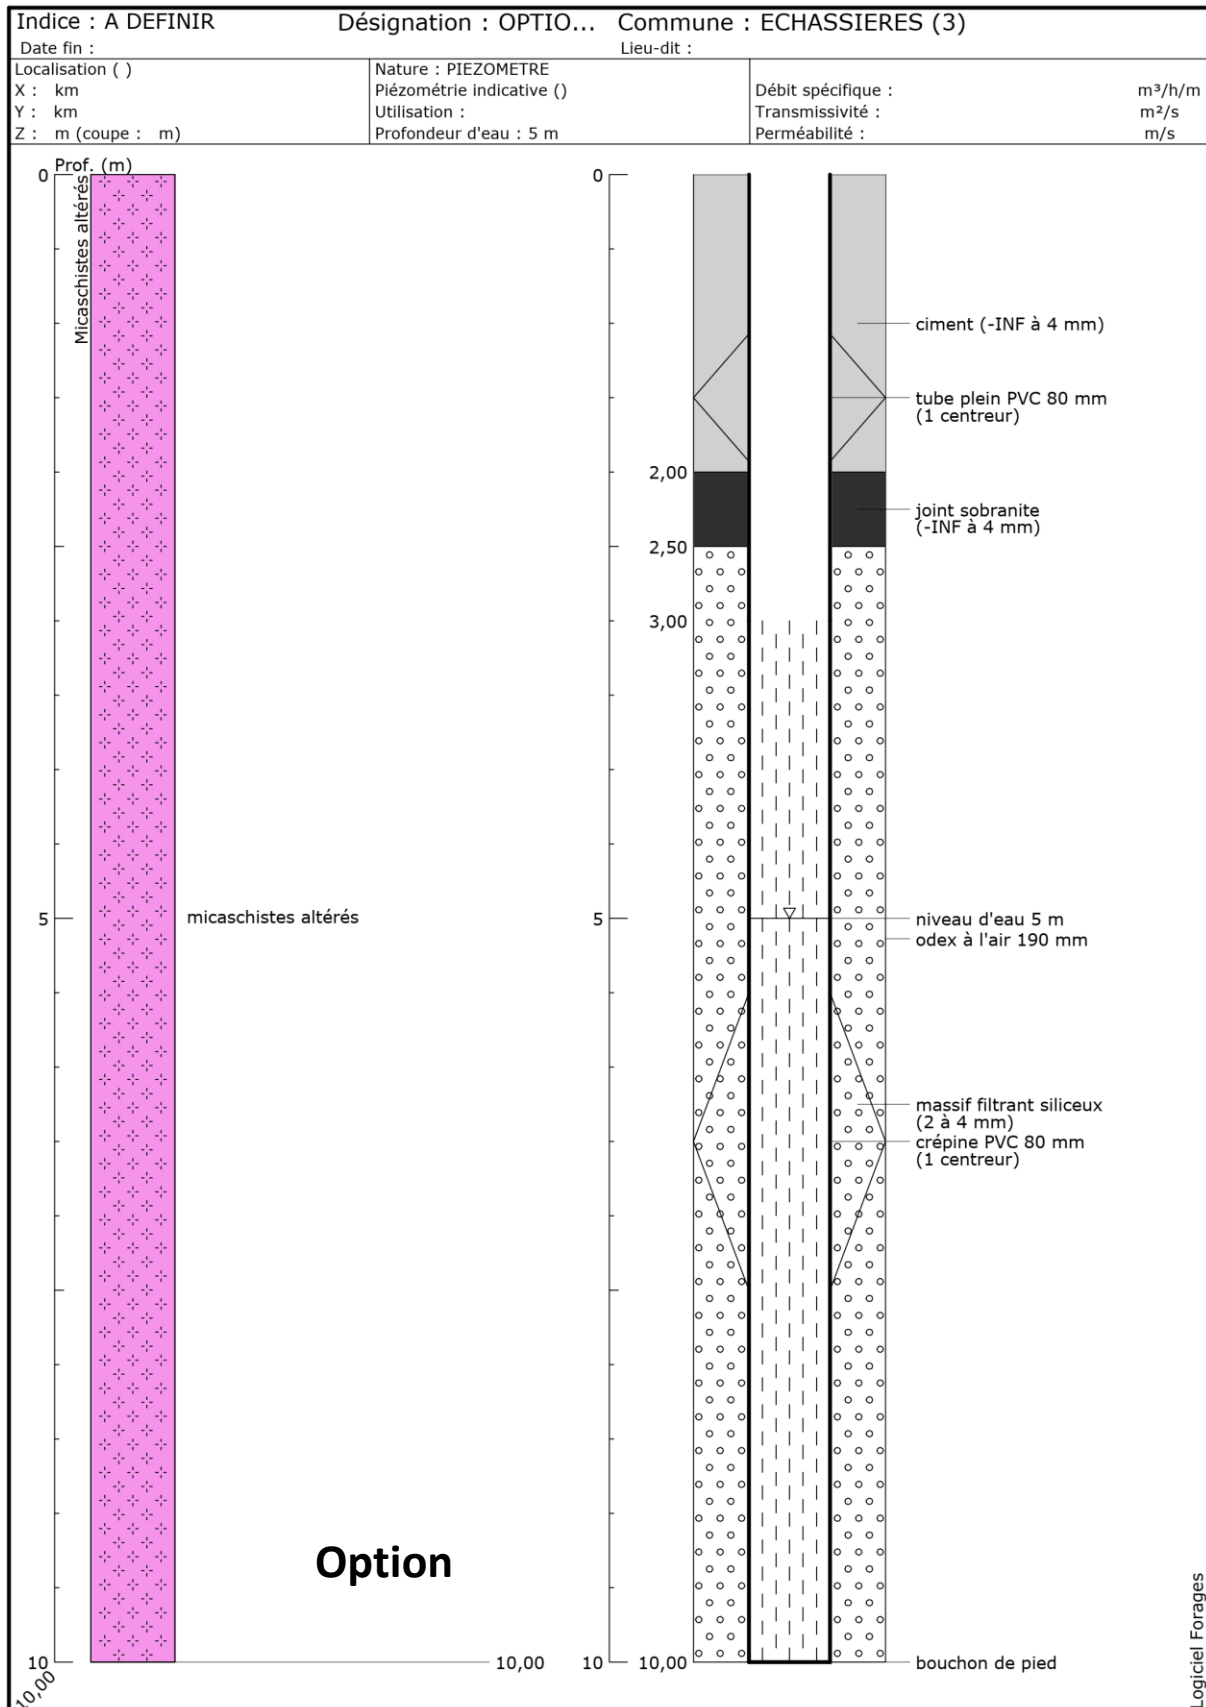 Indice : A DEFINIR Désignation : OPTIO... Commune : ECHASSIERES (3)
Date fin : Lieu-dit :
Localisation ( )
X : km
Y : km
Z : m (coupe : m)
Nature : PIEZOMETRE
Piézométrie indicative ()
Utilisation :
Profondeur d'eau : 5 m
Débit spécifique : m³/h/m
Transmissivité : m²/s
Perméabilité : m/s
Prof. (m)
0
Micaschistes altérés
5
micaschistes altérés
10
10,00
10,00
Option
0
5
10
2,00
2,50
3,00
10,00
ciment (-INF à 4 mm)
tube plein PVC 80 mm
(1 centreur)
joint sobranite
(-INF à 4 mm)
niveau d'eau 5 m
odex à l'air 190 mm
massif filtrant siliceux
(2 à 4 mm)
crépine PVC 80 mm
(1 centreur)
bouchon de pied
Logiciel Forages